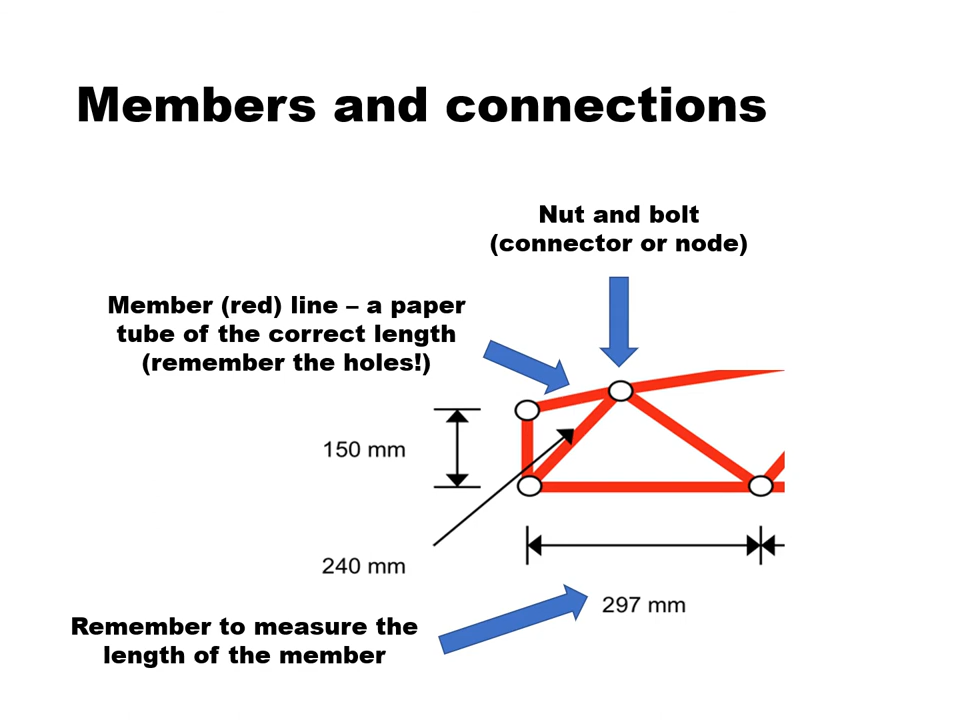 Members and connections
Nut and bolt
(connector or node)
Member (red) line – a paper
tube of the correct length
(remember the holes!)
150 mm
240 mm
297 mm
Remember to measure the
length of the member